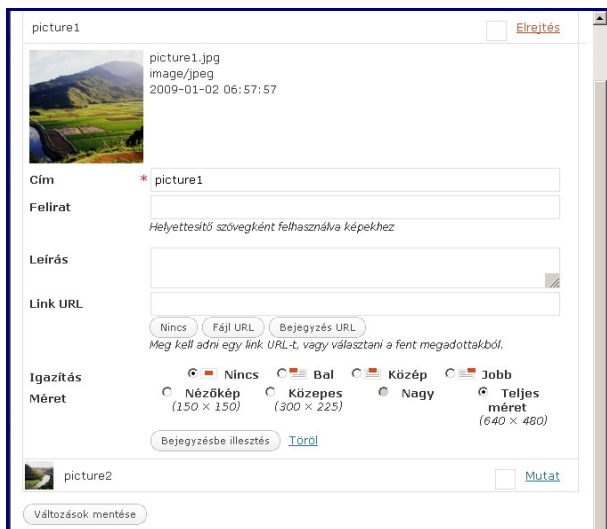 picture1 Elrejtés
picture1.jpg
image/jpeg
2009-01-02 06:57:57
Cím * picture1
Felirat
Helyettesítő szövegként felhasználva képekhez
Leírás
Link URL
Nincs Fájl URL Bejegyzés URL
Meg kell adni egy link URL-t, vagy választani a fent megadottakból.
Igazítás Nincs Bal Közép Jobb
Méret Nézőkép Közepes Nagy Teljes
méret
(150 × 150) (300 × 225)
(640 × 480)
Bejegyzésbe illesztés Töröl
picture2 Mutat
Változások mentése